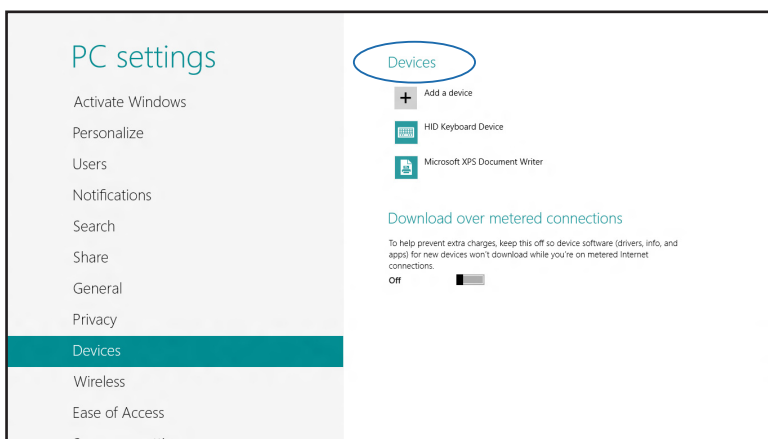 PC settings
Activate Windows
Personalize
Users
Notifications
Search
Share
General
Privacy
Devices
Wireless
Ease of Access
Devices
Add a device
HID Keyboard Device
Microsoft XPS Document Writer
Download over metered connections
To help prevent extra charges, keep this off so device software (drivers, info, and
apps) for new devices won't download while you're on metered Internet
connections.
Off